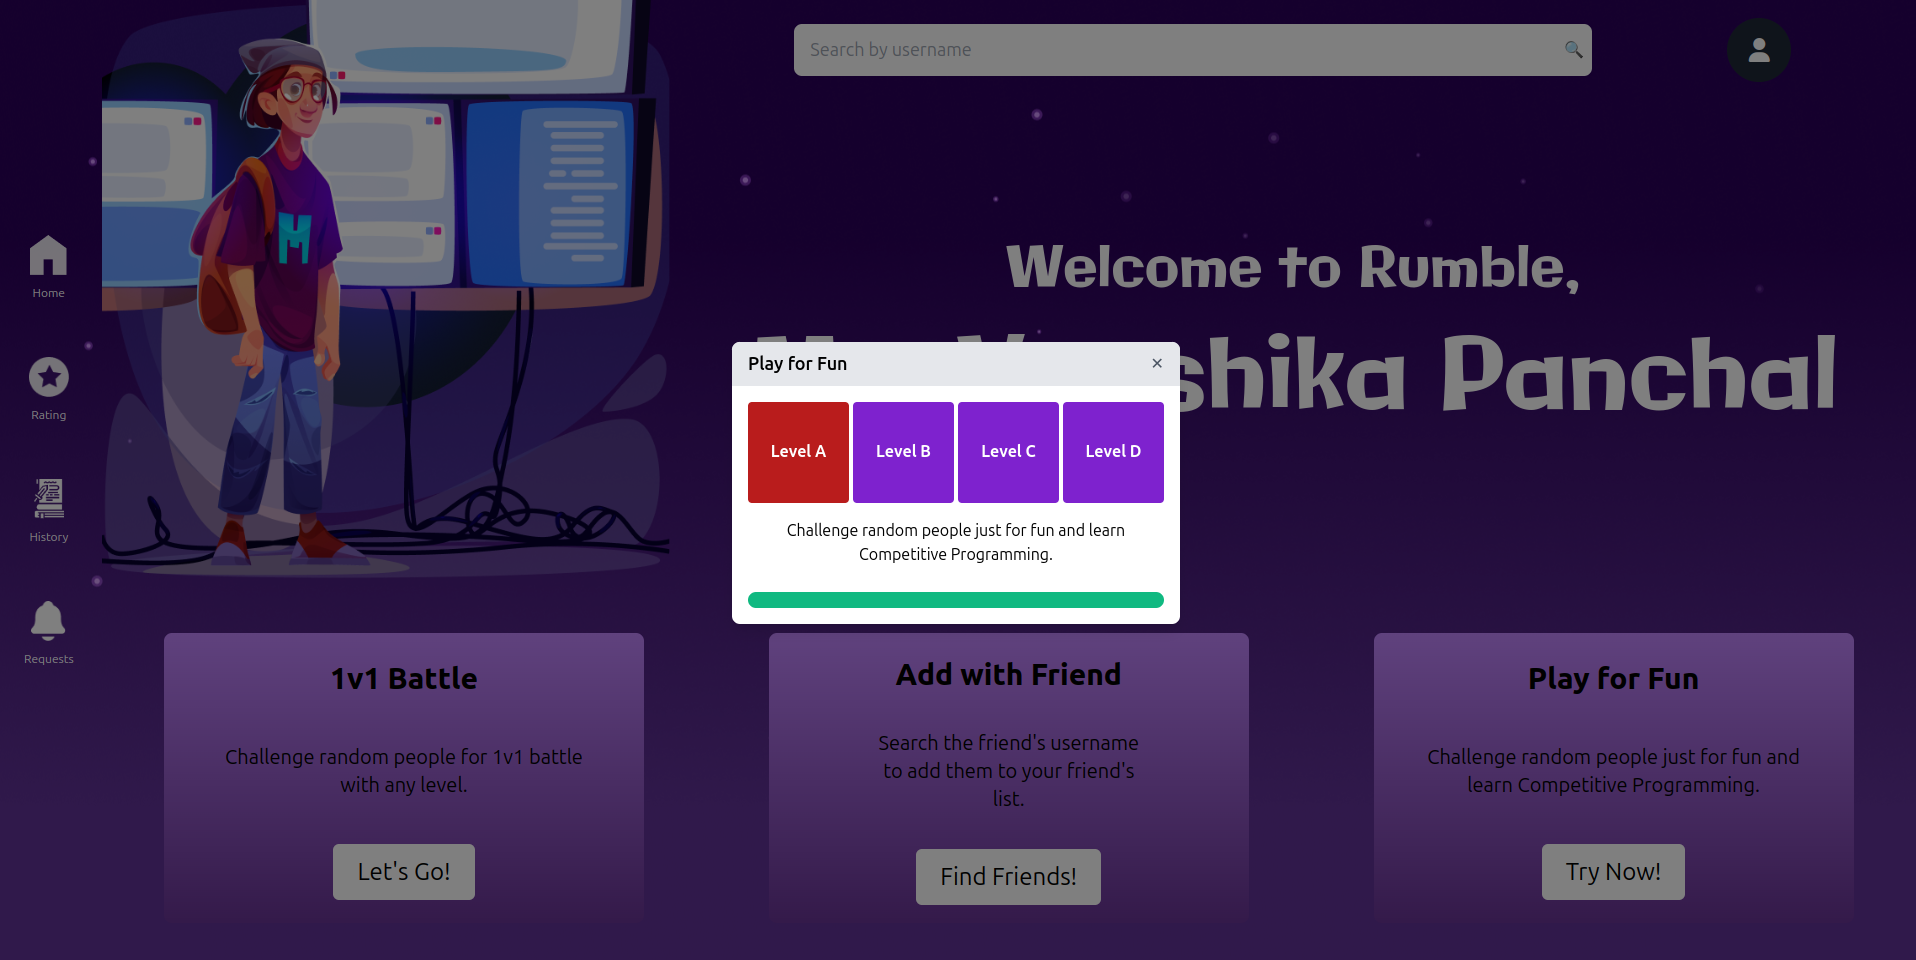 Search by username
Home
Rating
History
Requests
Welcome to Rumble,
Panchal
Play for Fun
×
Level A
Level B
Level C
Level D
Challenge random people just for fun and learn
Competitive Programming.
1v1 Battle
Challenge random people for 1v1 battle
with any level.
Let's Go!
Add with Friend
Search the friend's username
to add them to your friend's
list.
Find Friends!
Play for Fun
Challenge random people just for fun and
learn Competitive Programming.
Try Now!